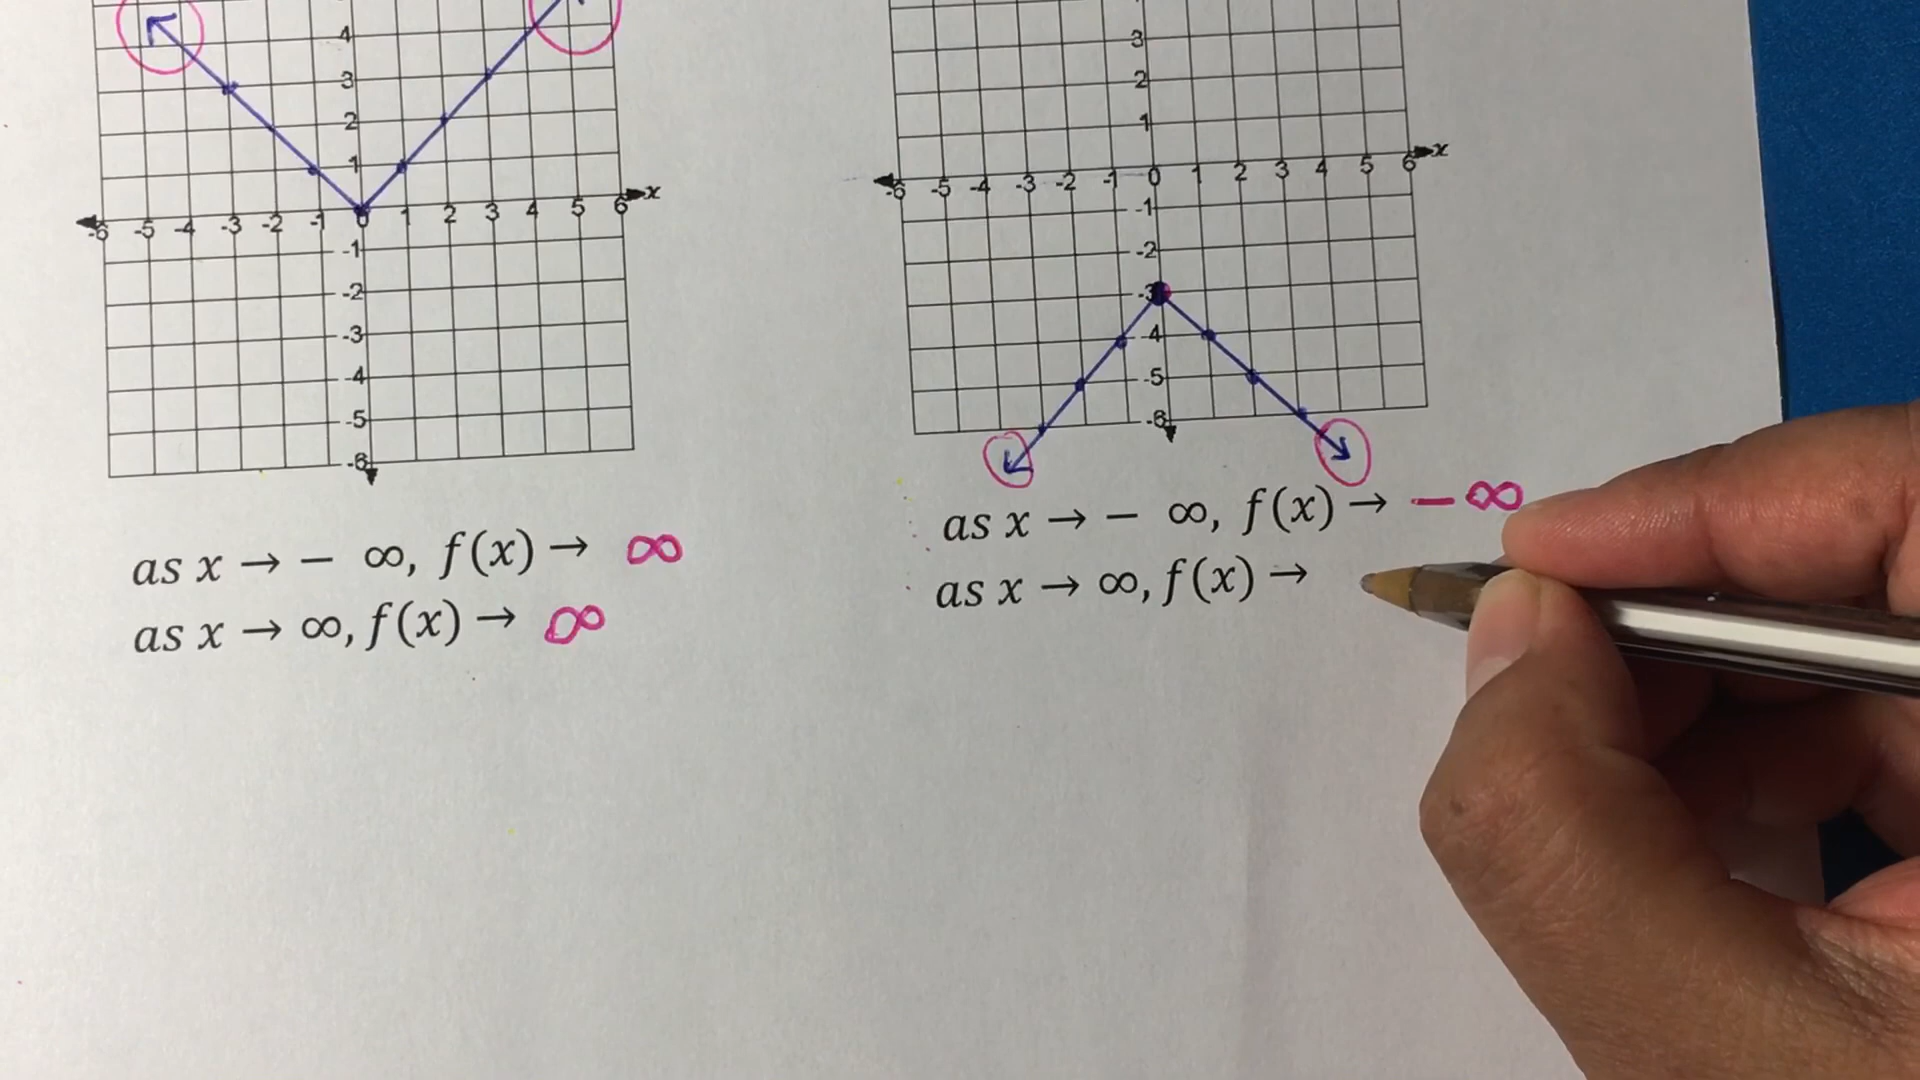 4
3
2
1
x
-6 -5 -4 -3 -2 -1 0 1 2 3 4 5 6
-1
-2
-3
-4
-5
-6
as x → − ∞, f(x) → ∞
as x → ∞, f(x) → ∞
3
2
1
x
-6 -5 -4 -3 -2 -1 0 1 2 3 4 5 6
-1
-2
-3
-4
-5
-6
as x → − ∞, f(x) → − ∞
as x → ∞, f(x) →